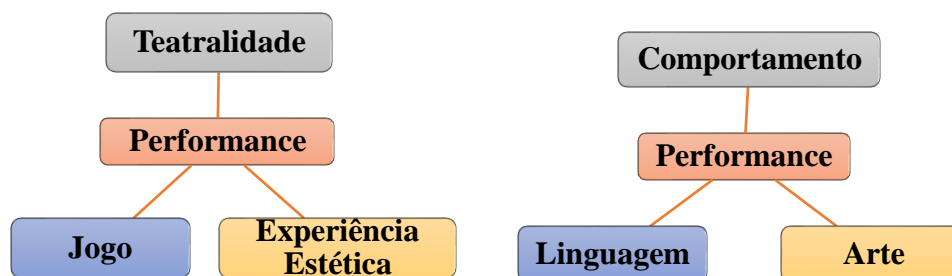 Teatralidade
Performance
Jogo
Experiência
Estética
Comportamento
Performance
Linguagem
Arte